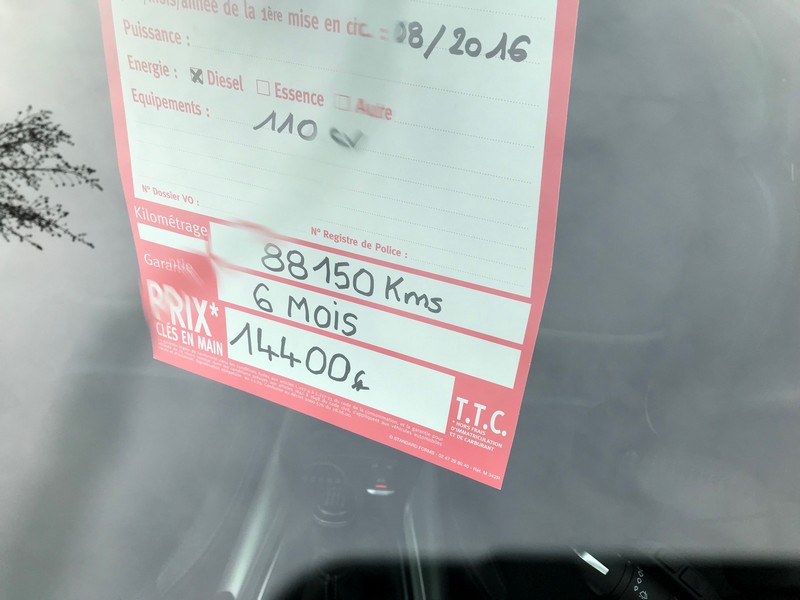 mois/année de la 1ère mise en circ. : 08/2016
Puissance :
Energie : ☒ Diesel ☐ Essence ☐ Autre
Equipements :
110 cv
N° Dossier VO :
N° Registre de Police :
Kilométrage 88150 Kms
Garantie 6 MOIS
PRIX*
CLÉS EN MAIN
14400€
T.T.C.
* HORS FRAIS
D'IMMATRICULATION
ET DE CARBURANT